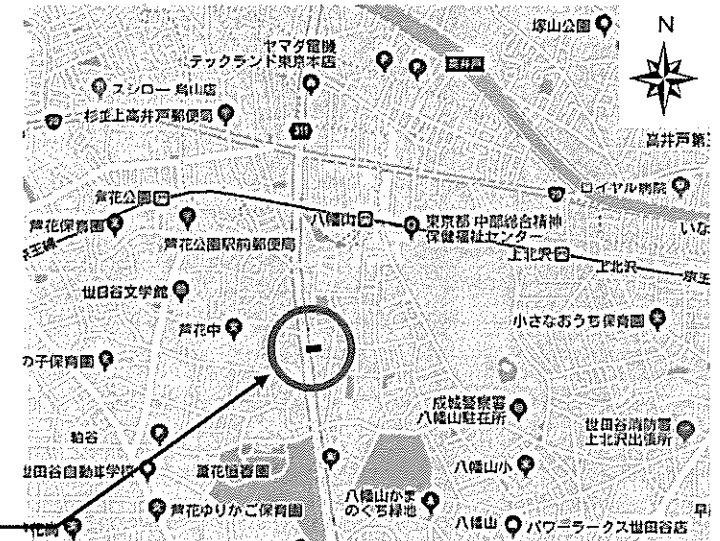 塚山公園
N
ヤマダ電機
テックランド東京本店
高井戸
スシロー 烏山店
杉並上高井戸郵便局
20
311
高井戸第三
ロイヤル病院
20
芦花公園
芦花保育園
芦花公園駅前郵便局
八幡山
東京都 中部総合精神
保健福祉センター
いな
京王線
上北沢
上北沢
京王
世田谷文学館
芦花中
小さなおうち保育園
の子保育園
成城警察署
八幡山駐在所
世田谷消防署
上北沢出張所
粕谷
世田谷自動車学校
蘆花恒春園
八幡山小
芦花ゆりかご保育園
八幡山かま
のくち緑地
八幡山
パワーラークス世田谷店